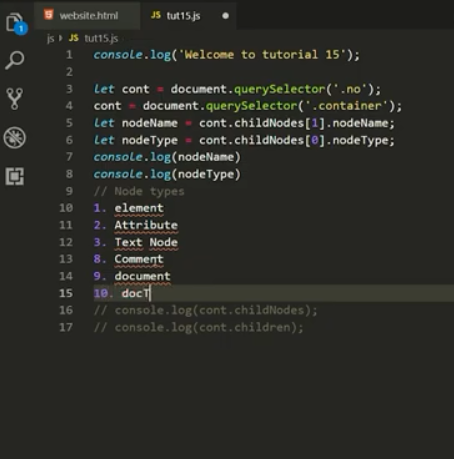 website.html JS tut15.js
js › JS tut15.js
1 console.log('Welcome to tutorial 15');
2
3 let cont = document.querySelector('.no');
4 cont = document.querySelector('.container');
5 let nodeName = cont.childNodes[1].nodeName;
6 let nodeType = cont.childNodes[0].nodeType;
7 console.log(nodeName)
8 console.log(nodeType)
9 // Node types
10 1. element
11 2. Attribute
12 3. Text Node
13 8. Comment
14 9. document
15 10. docT
16 // console.log(cont.childNodes);
17 // console.log(cont.children);
1